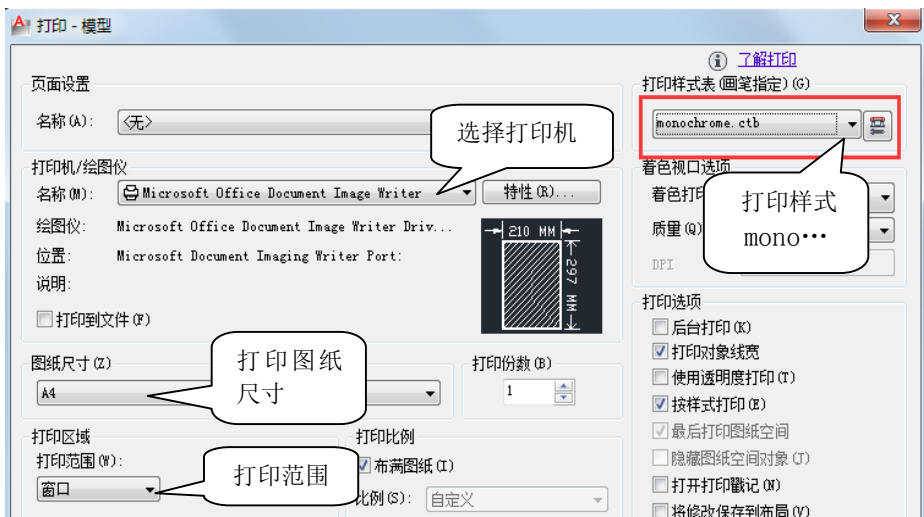 打印 - 模型
了解打印
页面设置
名称(A): <无>
选择打印机
打印样式表(画笔指定)(G)
monochrome.ctb
打印机/绘图仪
名称(M): Microsoft Office Document Image Writer 特性(R)...
绘图仪: Microsoft Office Document Image Writer Driv...
位置: Microsoft Document Imaging Writer Port:
说明:
打印到文件(F)
210 MM
297 MM
着色视口选项
着色打印
质量(Q)
DPI
打印样式
mono…
图纸尺寸(Z)
A4
打印图纸
尺寸
打印份数(B)
1
打印区域
打印范围(W):
窗口
打印范围
打印比例
布满图纸(I)
比例(S): 自定义
打印选项
后台打印(K)
打印对象线宽
使用透明度打印(T)
按样式打印(E)
最后打印图纸空间
隐藏图纸空间对象(J)
打开打印戳记(N)
将修改保存到布局(V)